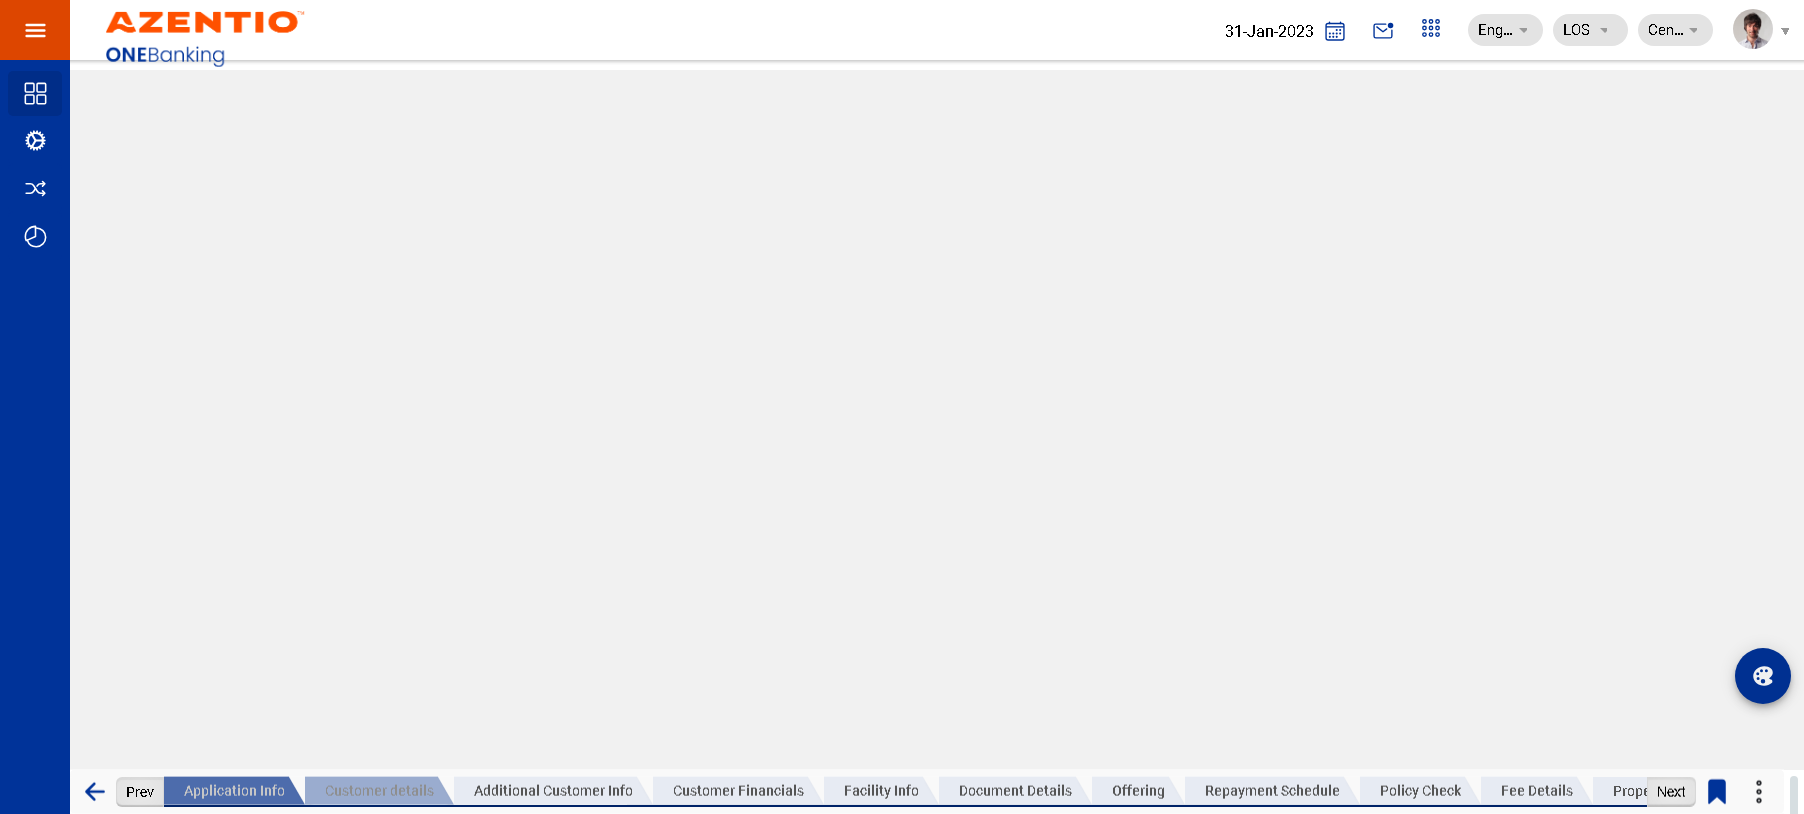 AZENTIO™
ONEBanking
31-Jan-2023
Eng...
LOS
Cen...
Prev
Application Info
Customer details
Additional Customer Info
Customer Financials
Facility Info
Document Details
Offering
Repayment Schedule
Policy Check
Fee Details
Prope
Next